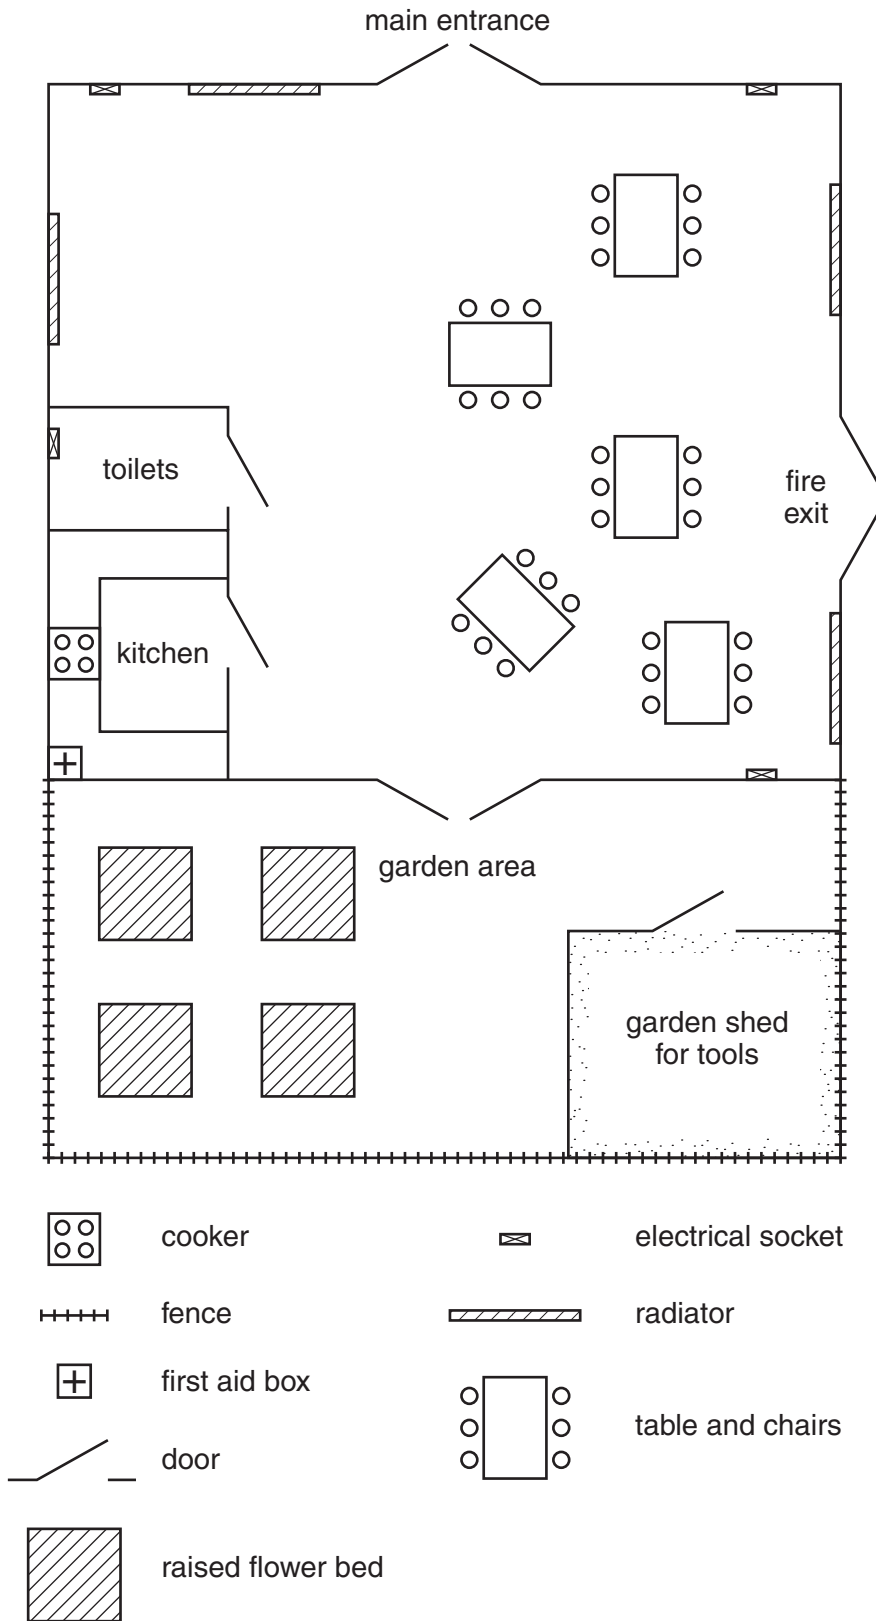 main entrance
toilets
fire
exit
kitchen
garden area
garden shed
for tools
cooker
electrical socket
fence
radiator
first aid box
table and chairs
door
raised flower bed